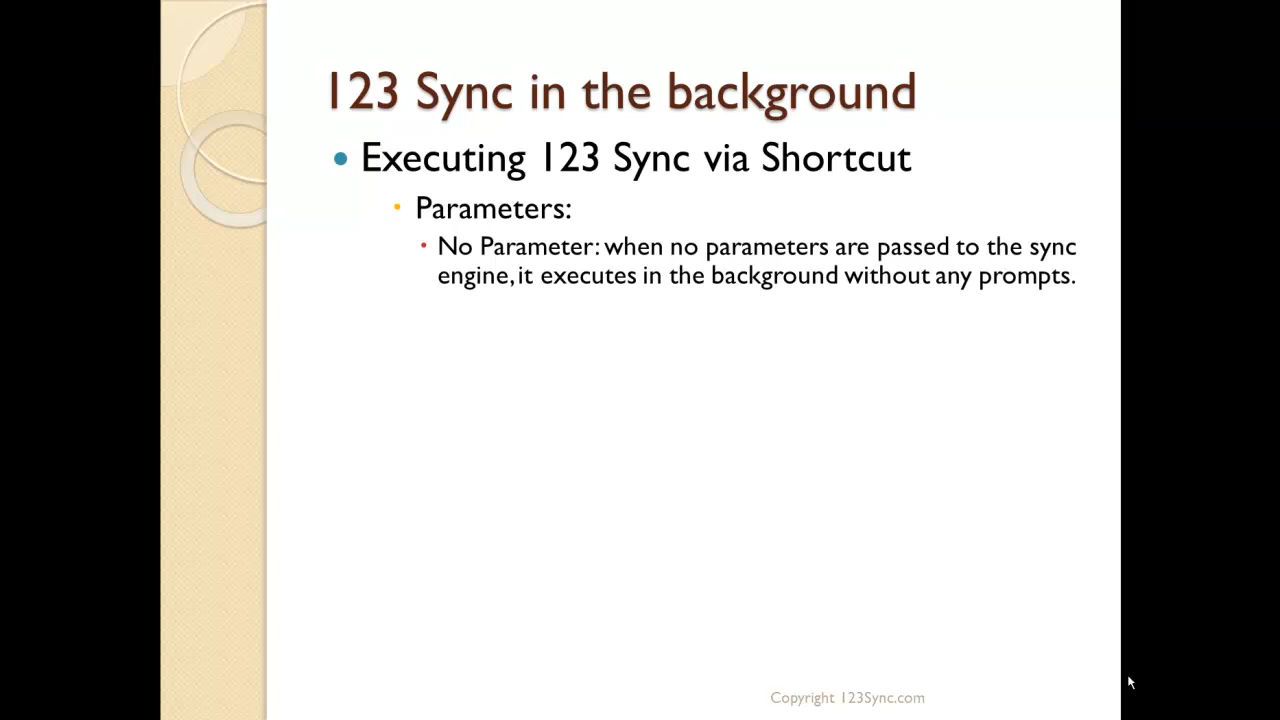 123 Sync in the background
Executing 123 Sync via Shortcut
Parameters:
No Parameter: when no parameters are passed to the sync
engine, it executes in the background without any prompts.
Copyright 123Sync.com